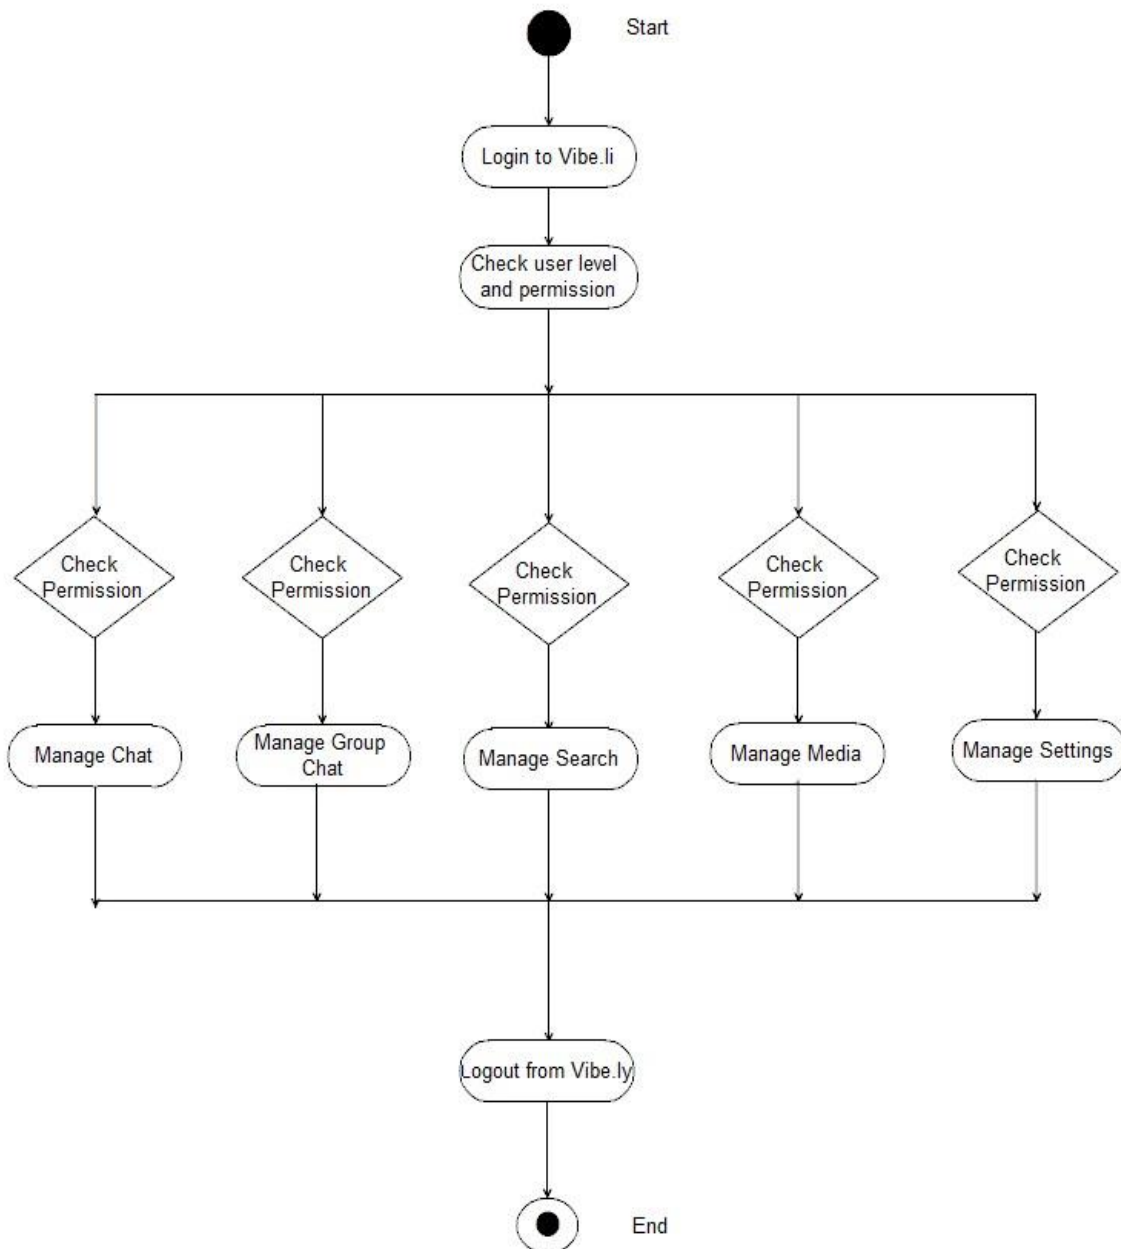 Start
Login to Vibe.li
Check user level
and permission
Check
Permission
Check
Permission
Check
Permission
Check
Permission
Check
Permission
Manage Chat
Manage Group
Chat
Manage Search
Manage Media
Manage Settings
Logout from Vibe.ly
End